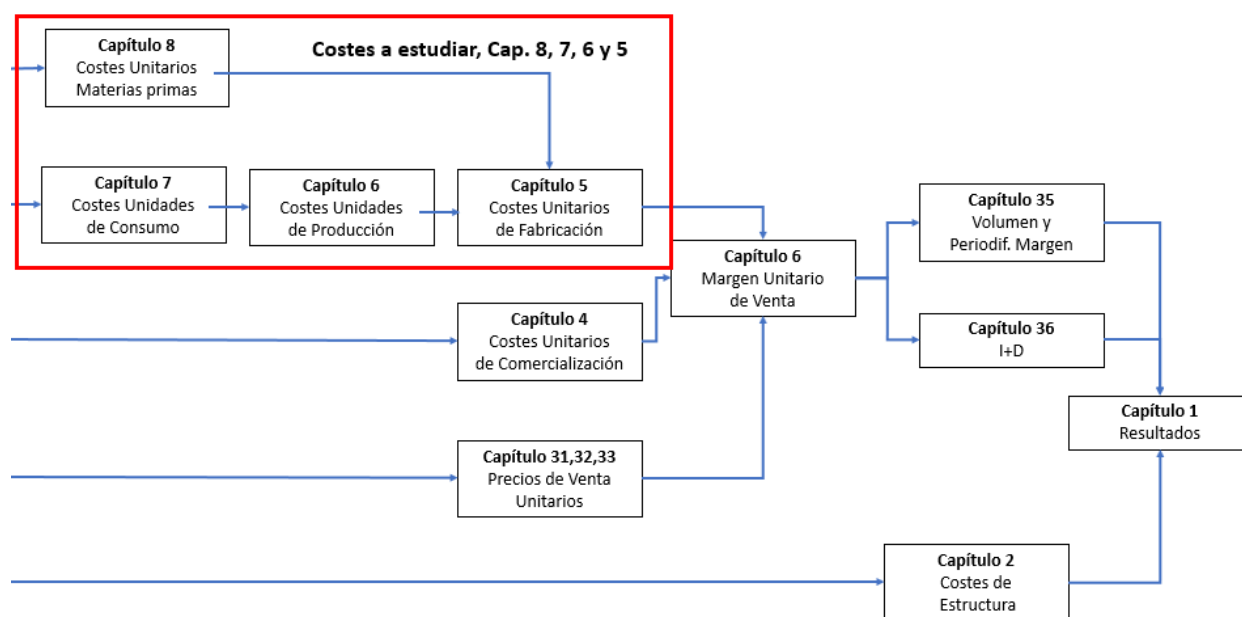 Capítulo 8
Costes Unitarios
Materias primas
Costes a estudiar, Cap. 8, 7, 6 y 5
Capítulo 7
Costes Unidades
de Consumo
Capítulo 6
Costes Unidades
de Producción
Capítulo 5
Costes Unitarios
de Fabricación
Capítulo 35
Volumen y
Periodif. Margen
Capítulo 6
Margen Unitario
de Venta
Capítulo 4
Costes Unitarios
de Comercialización
Capítulo 36
I+D
Capítulo 1
Resultados
Capítulo 31,32,33
Precios de Venta
Unitarios
Capítulo 2
Costes de
Estructura